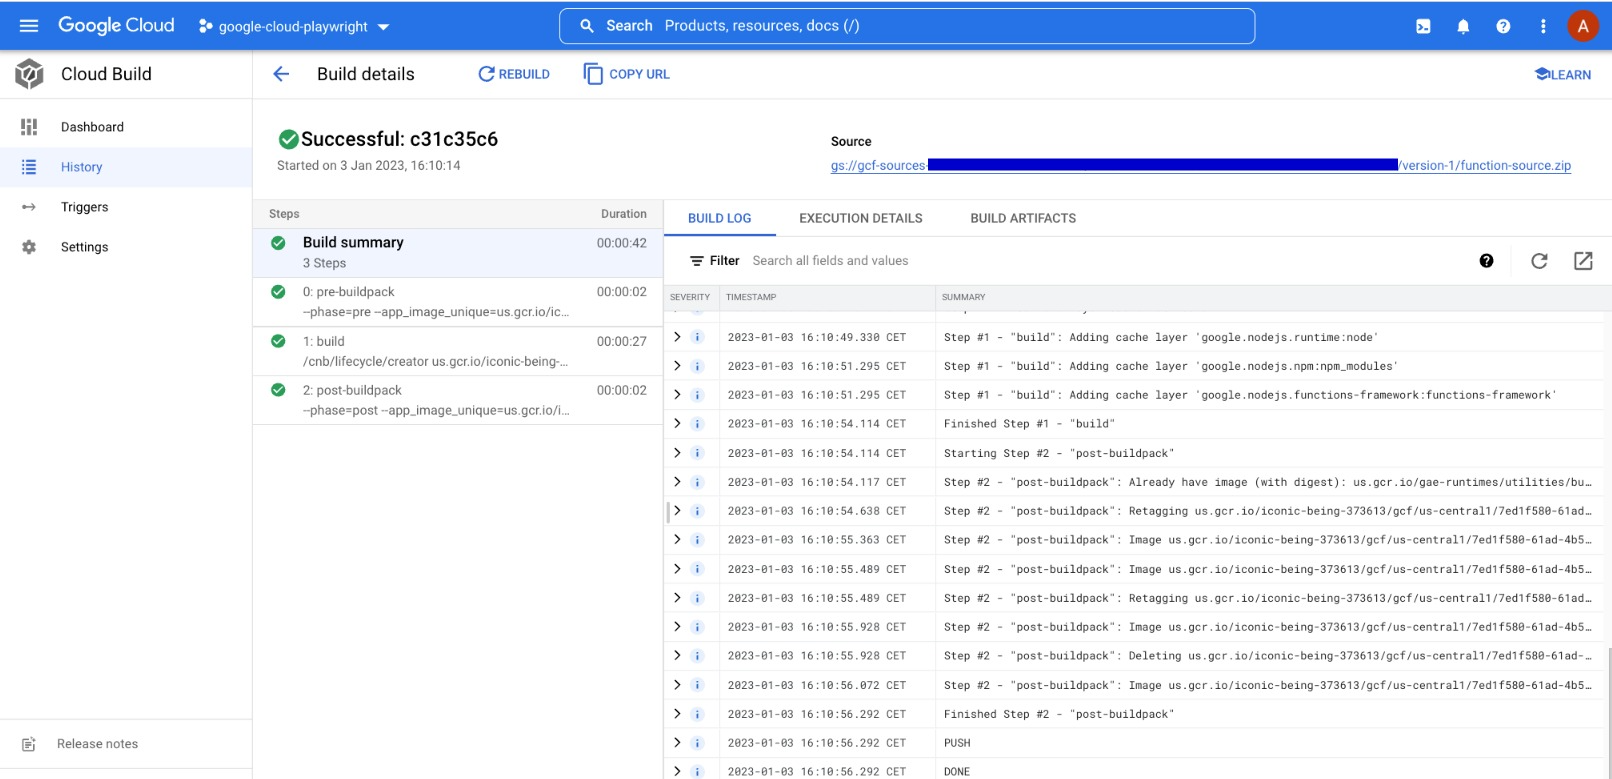 Google Cloud
google-cloud-playwright
Search Products, resources, docs (/)
A
Cloud Build
Build details
REBUILD
COPY URL
LEARN
Dashboard
History
Triggers
Settings
Release notes
Successful: c31c35c6
Started on 3 Jan 2023, 16:10:14
Source
gs://gcf-sources- /version-1/function-source.zip
Steps Duration
Build summary 00:00:42
3 Steps
0: pre-buildpack 00:00:02
--phase=pre --app_image_unique=us.gcr.io/ic...
1: build 00:00:27
/cnb/lifecycle/creator us.gcr.io/iconic-being-...
2: post-buildpack 00:00:02
--phase=post --app_image_unique=us.gcr.io/i...
BUILD LOG EXECUTION DETAILS BUILD ARTIFACTS
Filter Search all fields and values
SEVERITY TIMESTAMP SUMMARY
2023-01-03 16:10:49.330 CET Step #1 - "build": Adding cache layer 'google.nodejs.runtime:node'
2023-01-03 16:10:51.295 CET Step #1 - "build": Adding cache layer 'google.nodejs.npm:npm_modules'
2023-01-03 16:10:51.295 CET Step #1 - "build": Adding cache layer 'google.nodejs.functions-framework:functions-framework'
2023-01-03 16:10:54.114 CET Finished Step #1 - "build"
2023-01-03 16:10:54.114 CET Starting Step #2 - "post-buildpack"
2023-01-03 16:10:54.117 CET Step #2 - "post-buildpack": Already have image (with digest): us.gcr.io/gae-runtimes/utilities/bu...
2023-01-03 16:10:54.638 CET Step #2 - "post-buildpack": Retagging us.gcr.io/iconic-being-373613/gcf/us-central1/7ed1f580-61ad...
2023-01-03 16:10:55.363 CET Step #2 - "post-buildpack": Image us.gcr.io/iconic-being-373613/gcf/us-central1/7ed1f580-61ad-4b5...
2023-01-03 16:10:55.489 CET Step #2 - "post-buildpack": Image us.gcr.io/iconic-being-373613/gcf/us-central1/7ed1f580-61ad-4b5...
2023-01-03 16:10:55.489 CET Step #2 - "post-buildpack": Retagging us.gcr.io/iconic-being-373613/gcf/us-central1/7ed1f580-61ad...
2023-01-03 16:10:55.928 CET Step #2 - "post-buildpack": Image us.gcr.io/iconic-being-373613/gcf/us-central1/7ed1f580-61ad-4b5...
2023-01-03 16:10:55.928 CET Step #2 - "post-buildpack": Deleting us.gcr.io/iconic-being-373613/gcf/us-central1/7ed1f580-61ad-...
2023-01-03 16:10:56.072 CET Step #2 - "post-buildpack": Image us.gcr.io/iconic-being-373613/gcf/us-central1/7ed1f580-61ad-4b5...
2023-01-03 16:10:56.292 CET Finished Step #2 - "post-buildpack"
2023-01-03 16:10:56.292 CET PUSH
2023-01-03 16:10:56.292 CET DONE